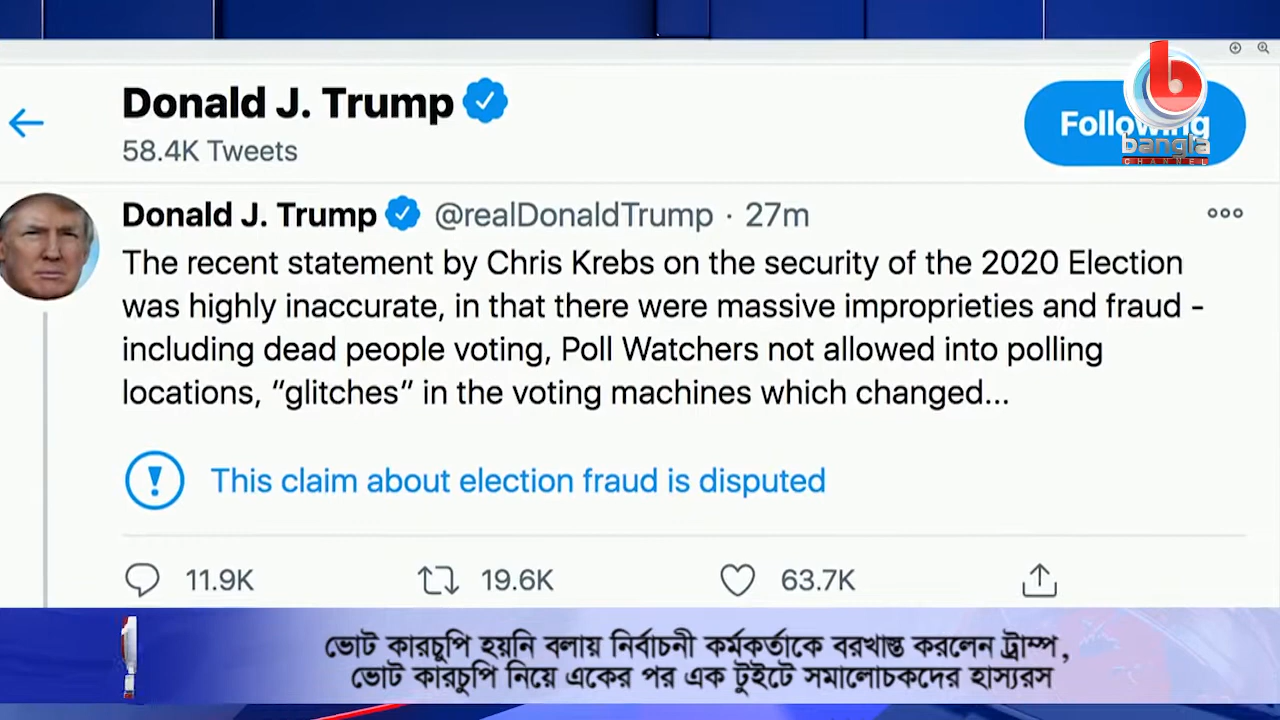 Donald J. Trump
58.4K Tweets
Following
bangla
CHANNEL
Donald J. Trump @realDonaldTrump · 27m
The recent statement by Chris Krebs on the security of the 2020 Election
was highly inaccurate, in that there were massive improprieties and fraud -
including dead people voting, Poll Watchers not allowed into polling
locations, “glitches” in the voting machines which changed...
This claim about election fraud is disputed
11.9K 19.6K 63.7K
ভোট কারচুপি হয়নি বলায় নির্বাচনী কর্মকর্তাকে বরখাস্ত করলেন ট্রাম্প,
ভোট কারচুপি নিয়ে একের পর এক টুইটে সমালোচকদের হাস্যরস